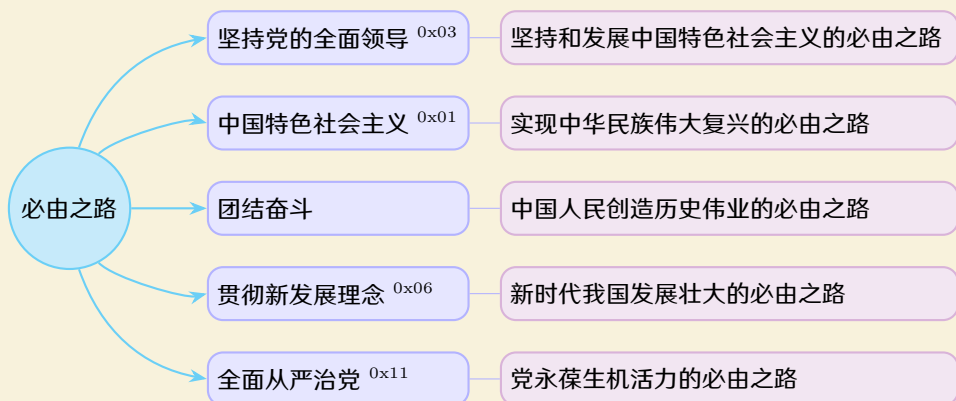 坚持党的全面领导 0x03
坚持和发展中国特色社会主义的必由之路
中国特色社会主义 0x01
实现中华民族伟大复兴的必由之路
必由之路
团结奋斗
中国人民创造历史伟业的必由之路
贯彻新发展理念 0x06
新时代我国发展壮大的必由之路
全面从严治党 0x11
党永葆生机活力的必由之路